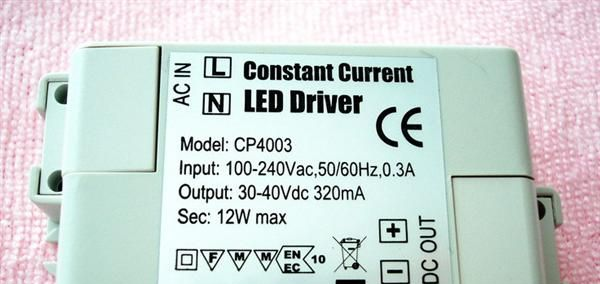 AC IN
L
N
Constant Current
LED Driver
CE
Model: CP4003
Input: 100-240Vac,50/60Hz,0.3A
Output: 30-40Vdc 320mA
Sec: 12W max
F M M EN EC 10
+
-
DC OUT